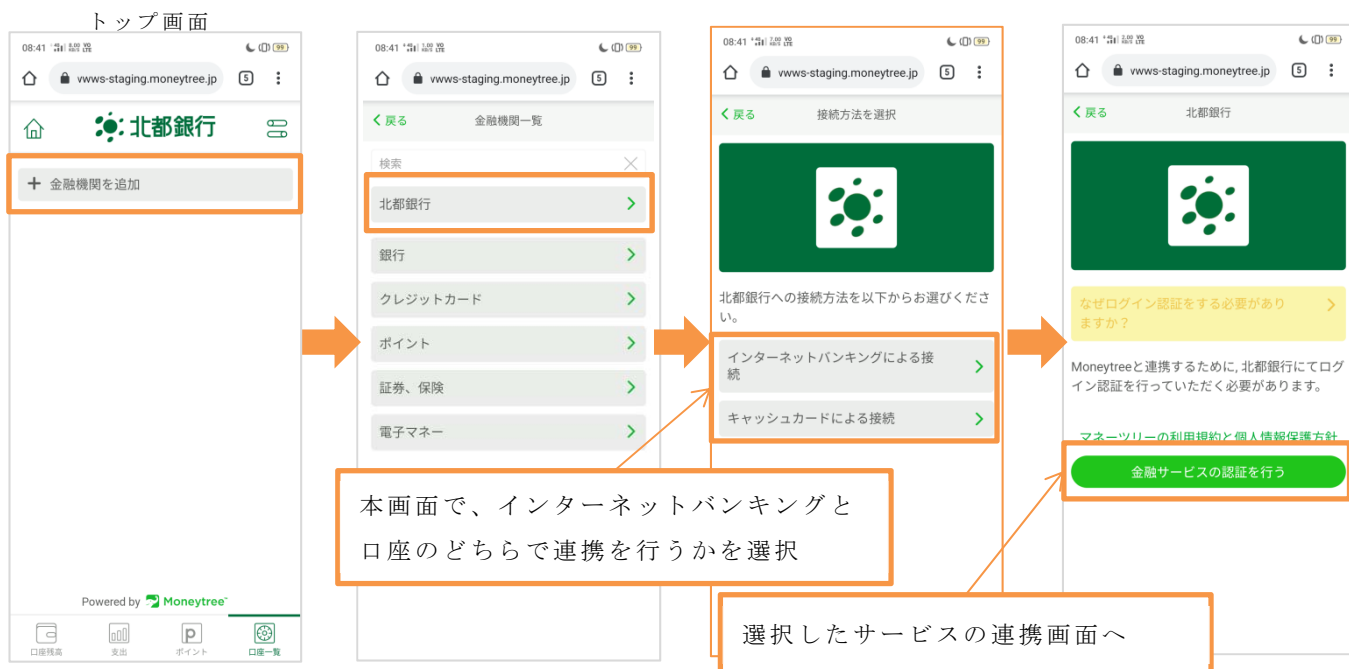 トップ画面
08:41
99
vwws-staging.moneytree.jp
5
北都銀行
+ 金融機関を追加
Powered by Moneytree
口座残高
支出
ポイント
口座一覧
08:41
99
vwws-staging.moneytree.jp
5
戻る
金融機関一覧
検索
北都銀行
銀行
クレジットカード
ポイント
証券、保険
電子マネー
08:41
99
vwws-staging.moneytree.jp
5
戻る
接続方法を選択
北都銀行への接続方法を以下からお選びくださ
い。
インターネットバンキングによる接
続
キャッシュカードによる接続
本画面で、インターネットバンキングと
口座のどちらで連携を行うかを選択
08:41
99
vwws-staging.moneytree.jp
5
戻る
北都銀行
なぜログイン認証をする必要があり
ますか？
Moneytreeと連携するために, 北都銀行にてログ
イン認証を行っていただく必要があります。
マネーツリーの利用規約と個人情報保護方針
金融サービスの認証を行う
選択したサービスの連携画面へ